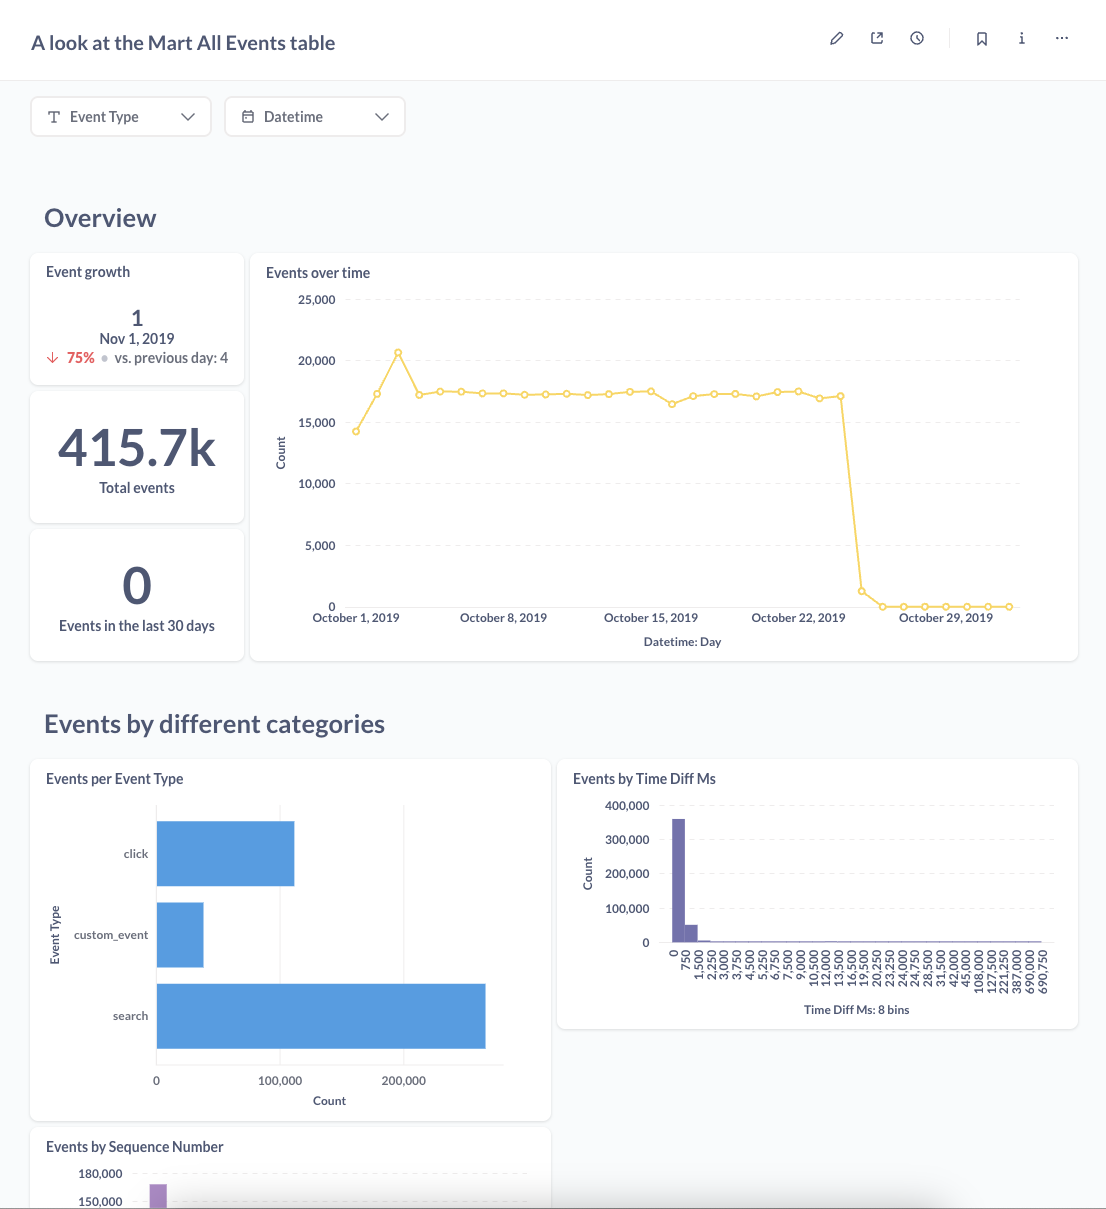 A look at the Mart All Events table
Event Type
Datetime
Overview
Event growth
1
Nov 1, 2019
75% • vs. previous day: 4
415.7k
Total events
0
Events in the last 30 days
Events over time
25,000
20,000
15,000
10,000
5,000
0
Count
October 1, 2019
October 8, 2019
October 15, 2019
October 22, 2019
October 29, 2019
Datetime: Day
Events by different categories
Events per Event Type
Event Type
click
custom_event
search
0
100,000
200,000
Count
Events by Time Diff Ms
400,000
300,000
200,000
100,000
0
Count
0
750
1,500
2,250
3,000
3,750
4,500
5,250
6,750
7,500
9,000
10,500
12,000
13,500
16,500
19,500
20,250
23,250
24,000
24,750
28,500
31,500
42,000
45,000
108,000
127,500
221,250
387,000
690,000
690,750
Time Diff Ms: 8 bins
Events by Sequence Number
180,000
150,000